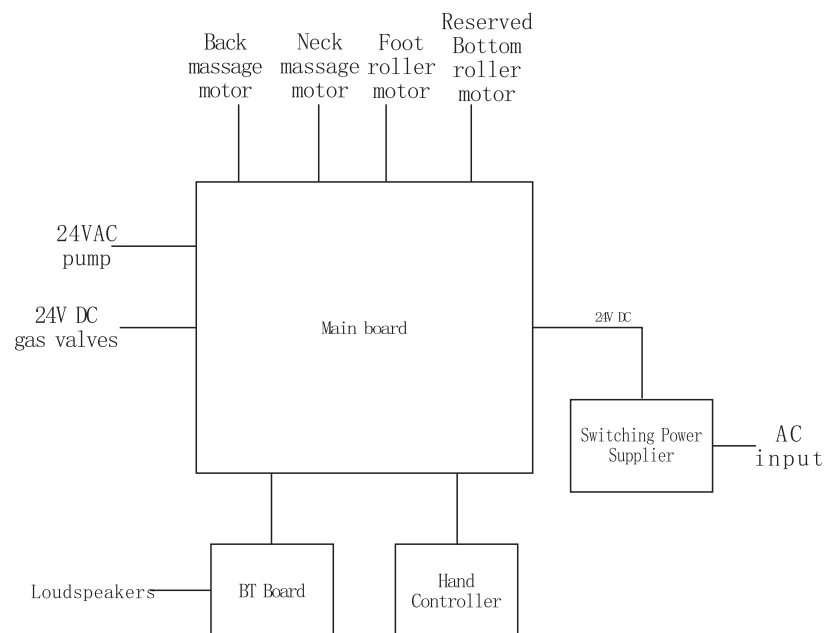 Back
massage
motor
Neck
massage
motor
Foot
roller
motor
Reserved
Bottom
roller
motor
24VAC
pump
24V DC
gas valves
Main board
24V DC
Switching Power
Supplier
AC
input
Loudspeakers
BT Board
Hand
Controller